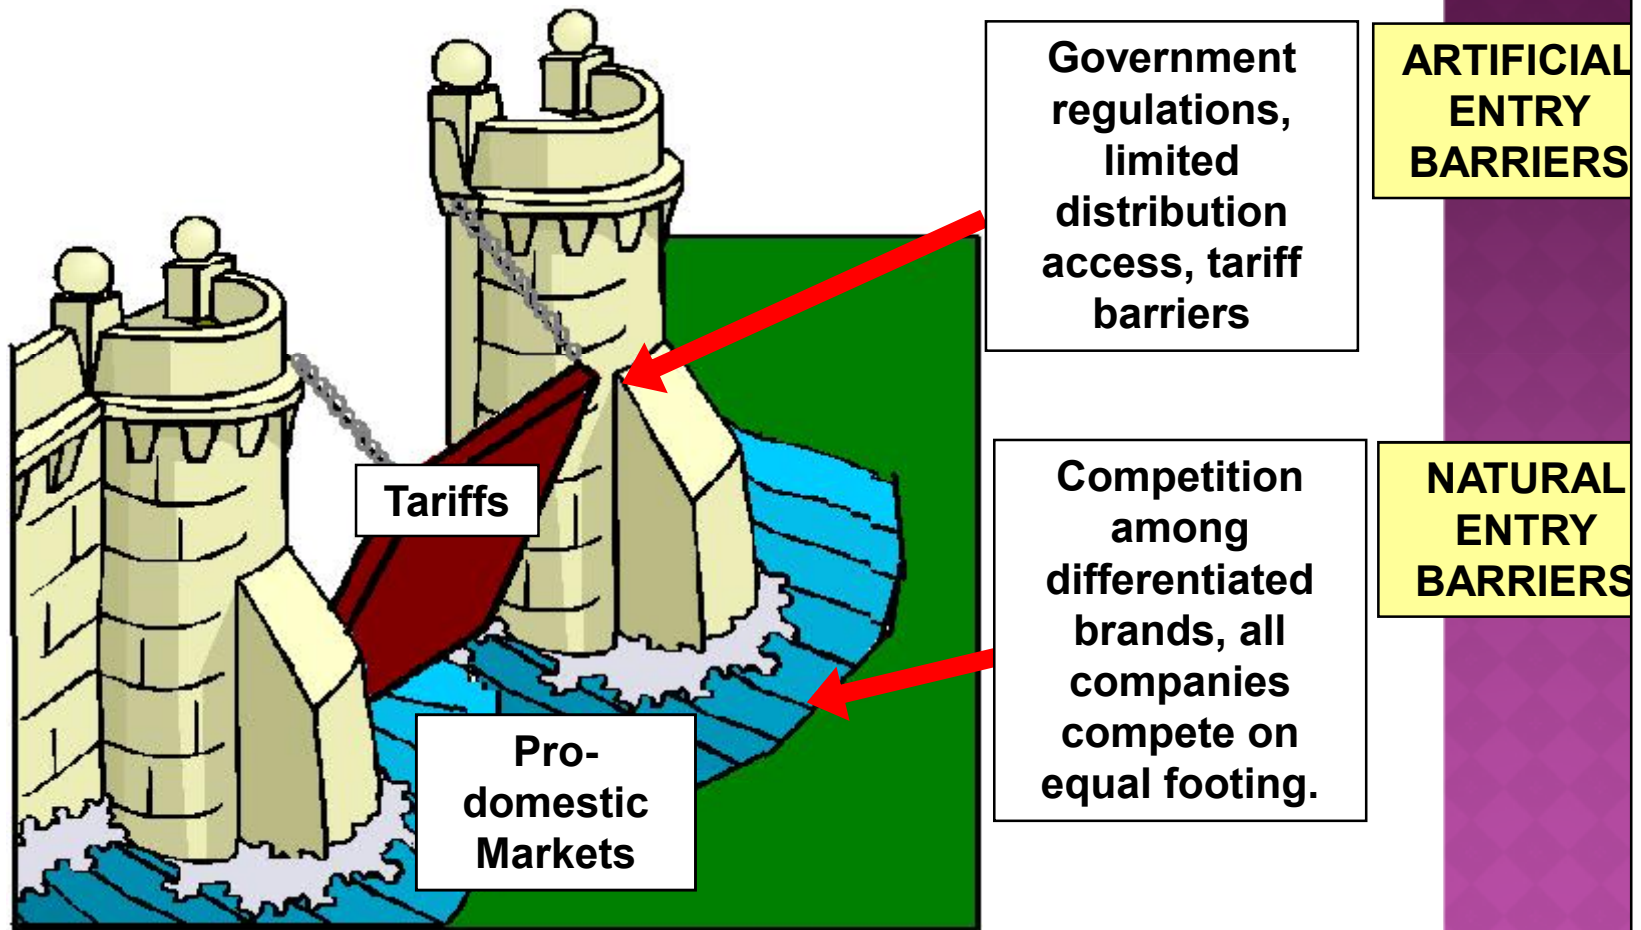 Government
regulations,
limited
distribution
access, tariff
barriers
ARTIFICIAL
ENTRY
BARRIERS
Tariffs
Competition
among
differentiated
brands, all
companies
compete on
equal footing.
NATURAL
ENTRY
BARRIERS
Pro-
domestic
Markets